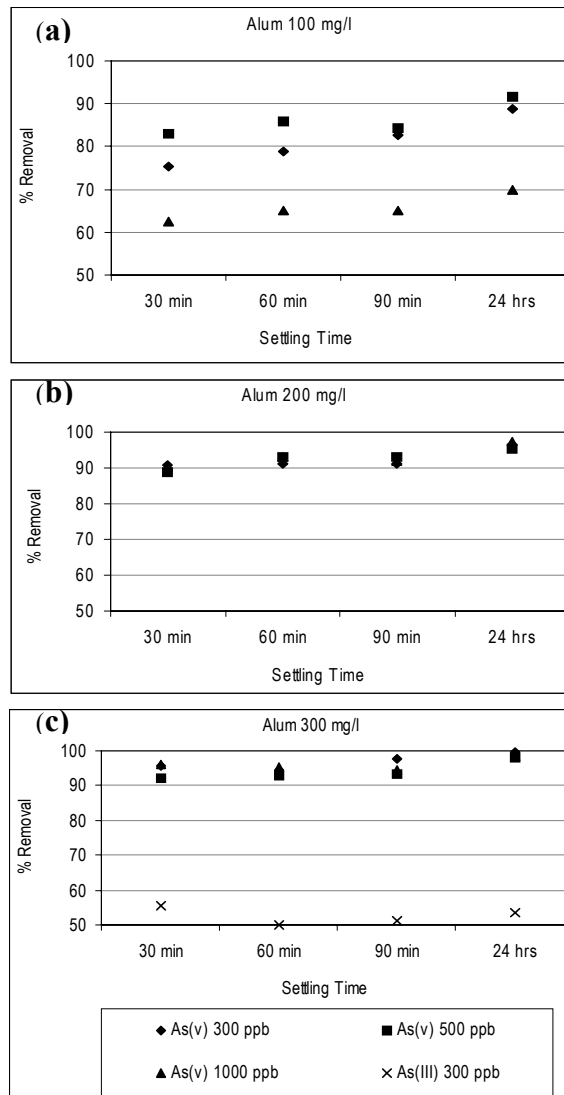 (a)
Alum 100 mg/l
100
90
80
70
60
50
% Removal
30 min 60 min 90 min 24 hrs
Settling Time
(b)
Alum 200 mg/l
100
90
80
70
60
50
% Removal
30 min 60 min 90 min 24 hrs
Settling Time
(c)
Alum 300 mg/l
100
90
80
70
60
50
% Removal
30 min 60 min 90 min 24 hrs
Settling Time
As(v) 300 ppb As(v) 500 ppb
As(v) 1000 ppb As(III) 300 ppb